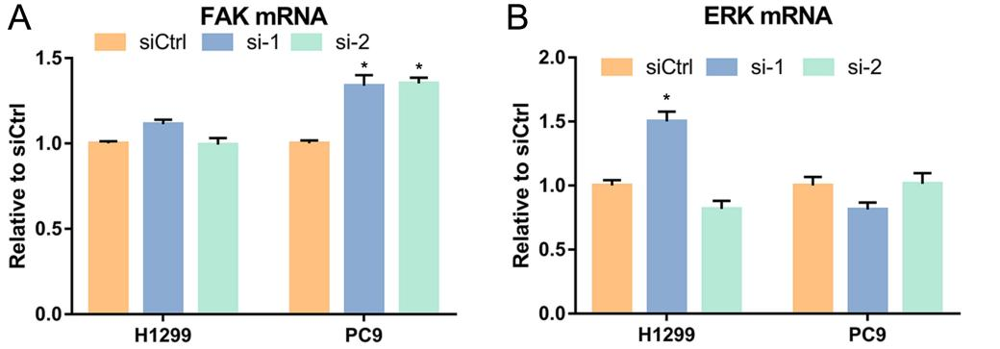 A
FAK mRNA
siCtrl si-1 si-2
Relative to siCtrl
1.5
1.0
0.5
0.0
* *
H1299 PC9
B
ERK mRNA
siCtrl si-1 si-2
Relative to siCtrl
2.0
1.5
1.0
0.5
0.0
*
H1299 PC9